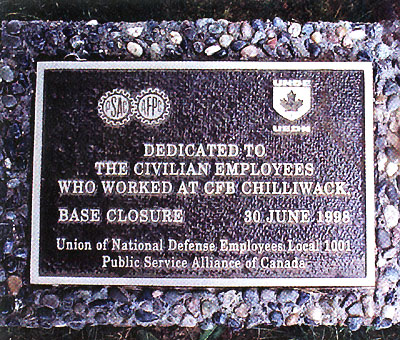 PSAC AFPC
UNDE
UEDN
DEDICATED TO
THE CIVILIAN EMPLOYEES
WHO WORKED AT CFB CHILLIWACK
BASE CLOSURE 30 JUNE 1998
Union of National Defense Employees Local 1001
Public Service Alliance of Canada